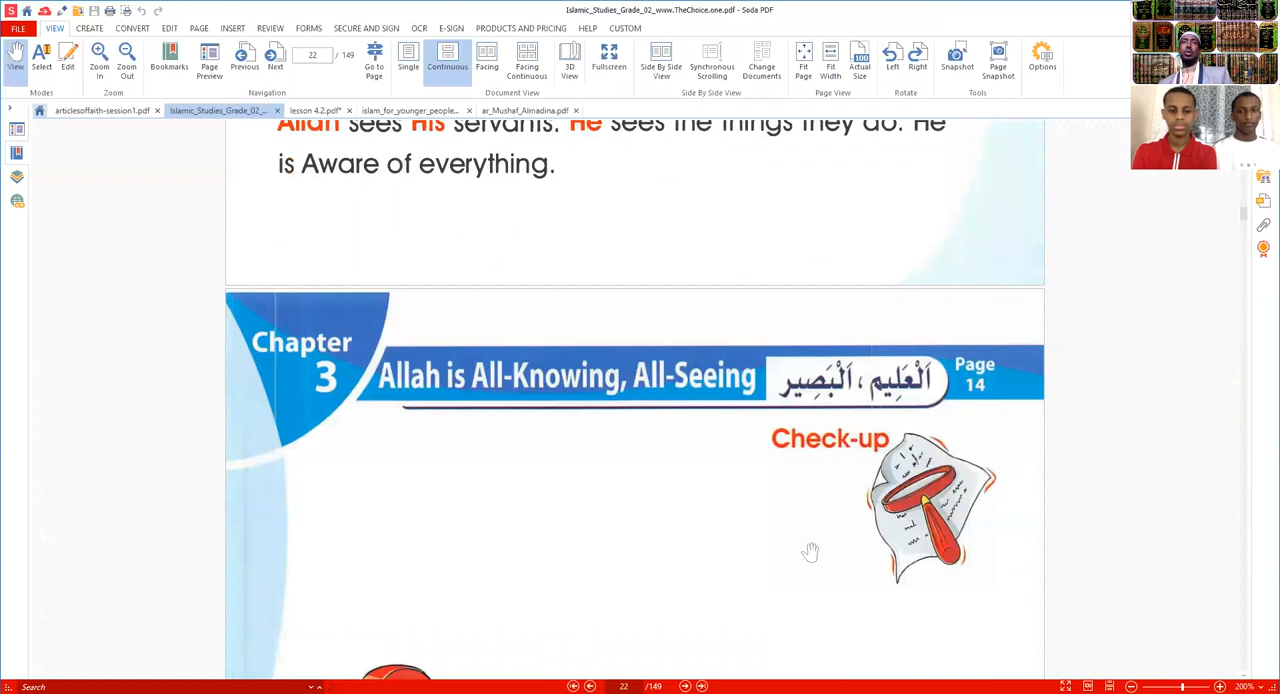 Islamic_Studies_Grade_02_www.TheChoice.one.pdf - Soda PDF
FILE VIEW CREATE CONVERT EDIT PAGE INSERT REVIEW FORMS SECURE AND SIGN OCR E-SIGN PRODUCTS AND PRICING HELP CUSTOM
View Select Edit Zoom In Zoom Out Bookmarks Page Preview Previous Next 22 / 149 Go to Page Single Continuous Facing Facing Continuous 3D View Fullscreen Side By Side View Synchronous Scrolling Change Documents Fit Page Fit Width 100 Actual Size Left Right Snapshot Page Snapshot Options
Modes Zoom Navigation Document View Side By Side View Page View Rotate Tools
articlesoffaith-session1.pdf Islamic_Studies_Grade_02_... lesson 4.2.pdf* islam_for_younger_people... ar_Mushaf_Almadina.pdf
Allah sees His servants. He sees the things they do. He
is Aware of everything.
Chapter
3
Allah is All-Knowing, All-Seeing
اَلْعَلِيم ، اَلْبَصِير
Page
14
Check-up
Search 22 /149 200%